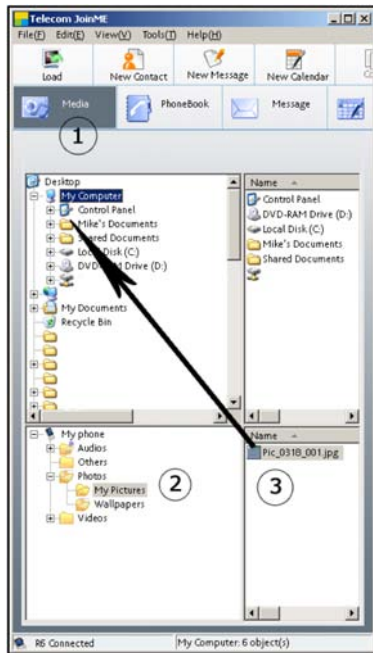 Telecom JoinME
File(F) Edit(E) View(V) Tools(T) Help(H)
Load New Contact New Message New Calendar
Media PhoneBook Message
1
Desktop
My Computer
Control Panel
Mike's Documents
Shared Documents
Local Disk (C:)
DVD-RAM Drive (D:)
My Documents
Recycle Bin
Name
Control Panel
DVD-RAM Drive (D:)
Local Disk (C:)
Mike's Documents
Shared Documents
My phone
Audios
Others
Photos
My Pictures
Wallpapers
Videos
2
Name
Pic_0318_001.jpg
3
R6 Connected My Computer: 6 object(s)